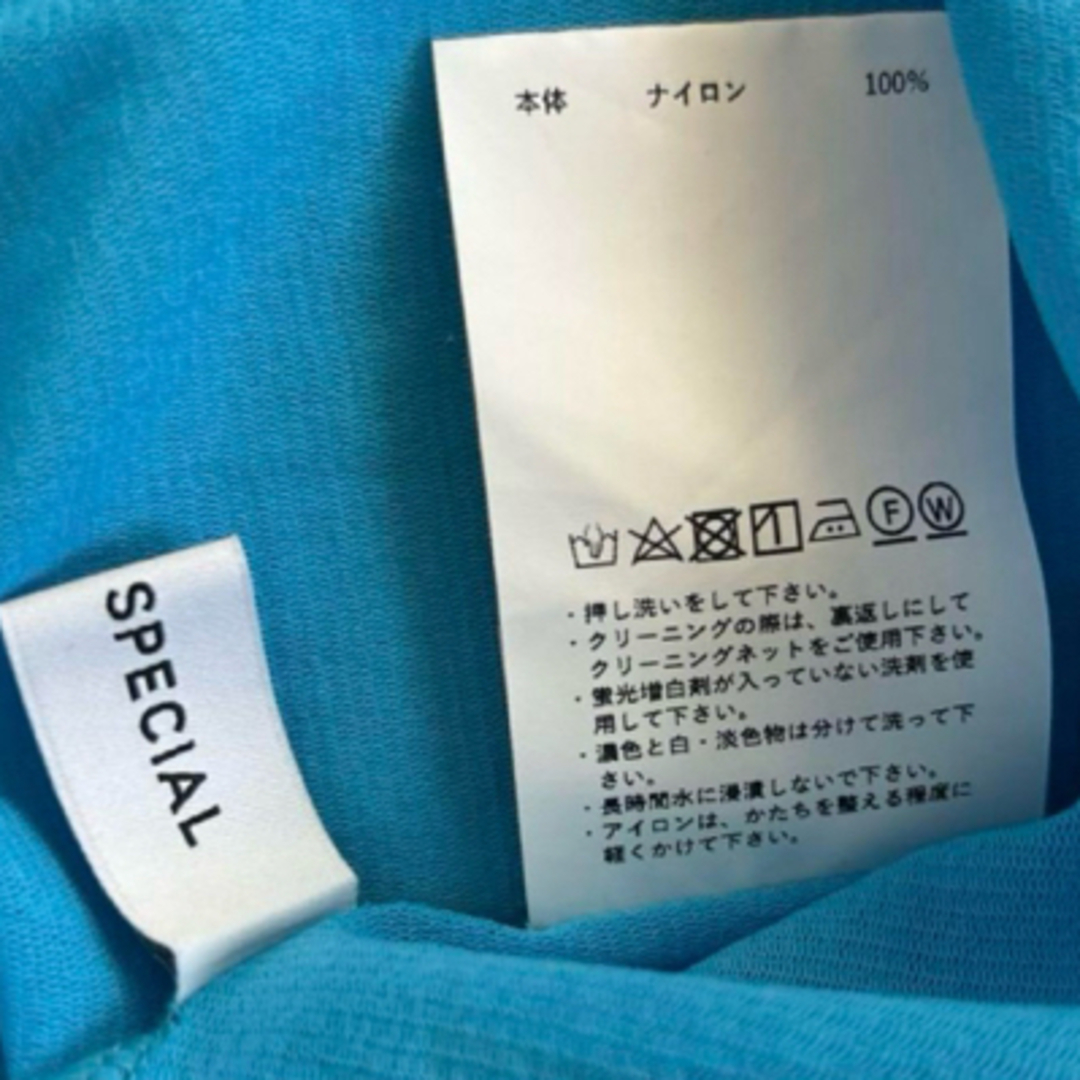 本体 ナイロン 100%
F W
・押し洗いをして下さい。
・クリーニングの際は、裏返しにして
クリーニングネットをご使用下さい。
・蛍光増白剤が入っていない洗剤を使
用して下さい。
・濃色と白・淡色物は分けて洗って下
さい。
・長時間水に浸漬しないで下さい。
・アイロンは、かたちを整える程度に
軽くかけて下さい。
SPECIAL